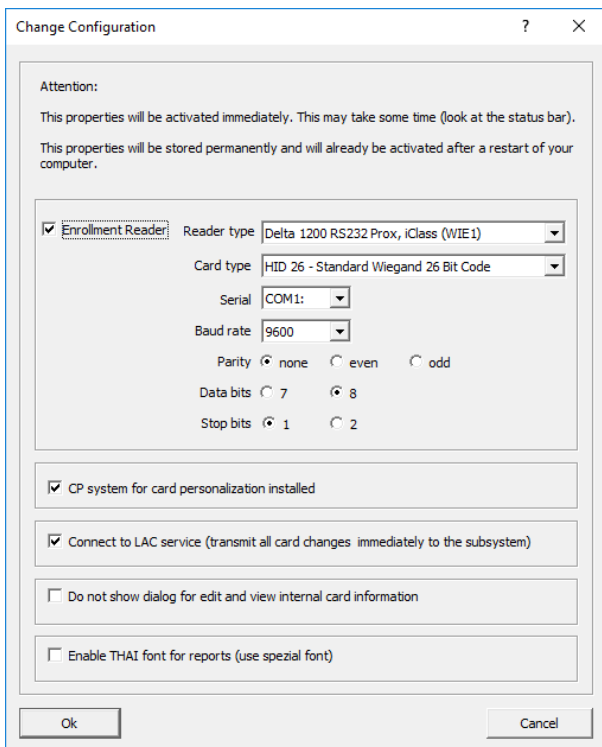 Change Configuration
Attention:
This properties will be activated immediately. This may take some time (look at the status bar).
This properties will be stored permanently and will already be activated after a restart of your
computer.
Enrollment Reader
Reader type Delta 1200 RS232 Prox, iClass (WIE1)
Card type HID 26 - Standard Wiegand 26 Bit Code
Serial COM1:
Baud rate 9600
Parity none even odd
Data bits 7 8
Stop bits 1 2
CP system for card personalization installed
Connect to LAC service (transmit all card changes immediately to the subsystem)
Do not show dialog for edit and view internal card information
Enable THAI font for reports (use spezial font)
Ok Cancel